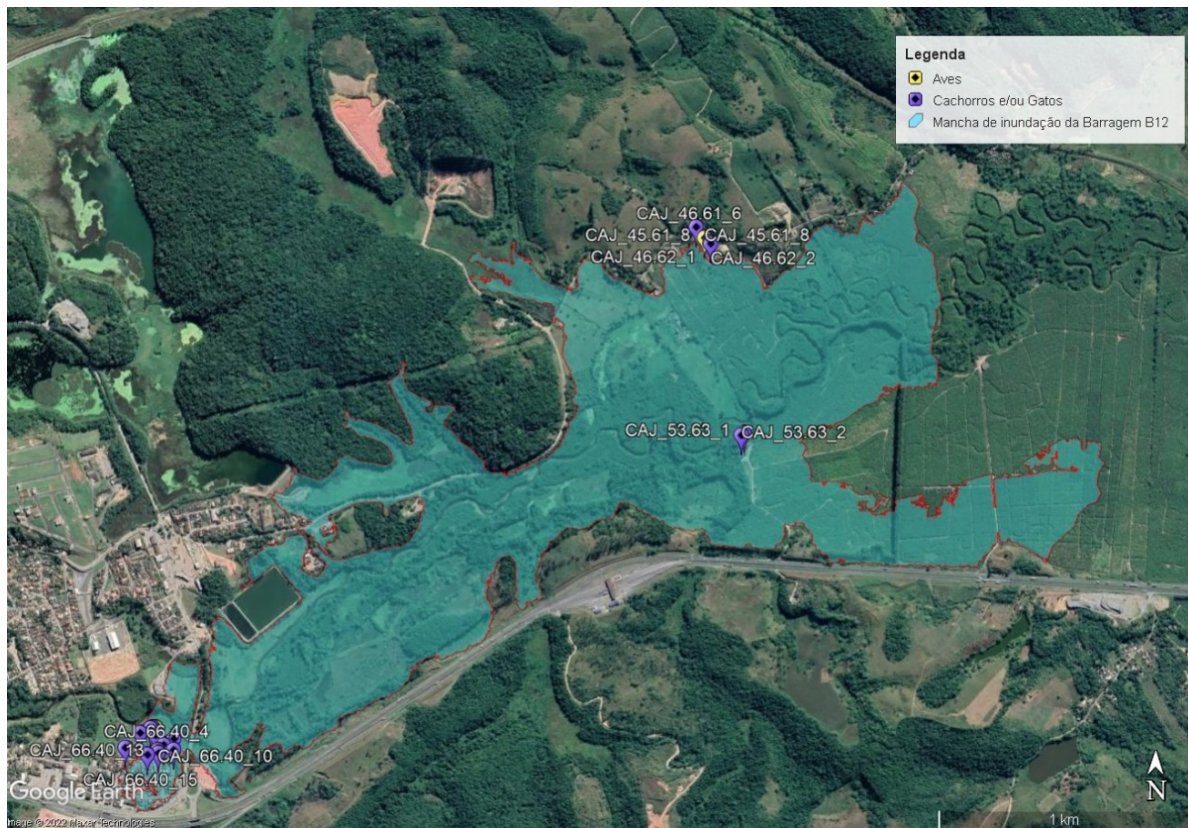 Legenda
Aves
Cachorros e/ou Gatos
Mancha de inundação da Barragem B12
CAJ_46.61_6
CAJ_45.61_8 CAJ_45.61_8
CAJ_46.62_1 CAJ_46.62_2
CAJ_53.63_1 CAJ_53.63_2
CAJ_66.40_4
CAJ_66.40_13 CAJ_66.40_10
CAJ_66.40_15
Google Earth
N
1 km
Image © 2022 Maxar Technologies